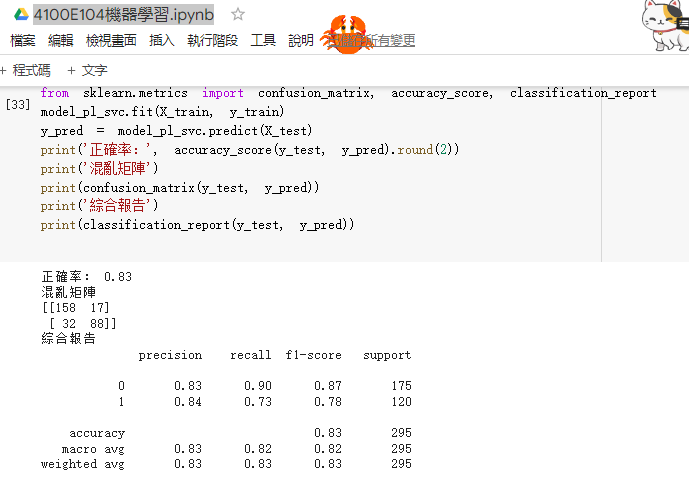 4100E104機器學習.ipynb
檔案 編輯 檢視畫面 插入 執行階段 工具 說明 儲存所有變更
+ 程式碼 + 文字
[33]
from sklearn.metrics import confusion_matrix, accuracy_score, classification_report
model_pl_svc.fit(X_train, y_train)
y_pred = model_pl_svc.predict(X_test)
print('正確率：', accuracy_score(y_test, y_pred).round(2))
print('混亂矩陣')
print(confusion_matrix(y_test, y_pred))
print('綜合報告')
print(classification_report(y_test, y_pred))
正確率： 0.83
混亂矩陣
[[158 17]
[ 32 88]]
綜合報告
precision recall f1-score support
0 0.83 0.90 0.87 175
1 0.84 0.73 0.78 120
accuracy 0.83 295
macro avg 0.83 0.82 0.82 295
weighted avg 0.83 0.83 0.83 295